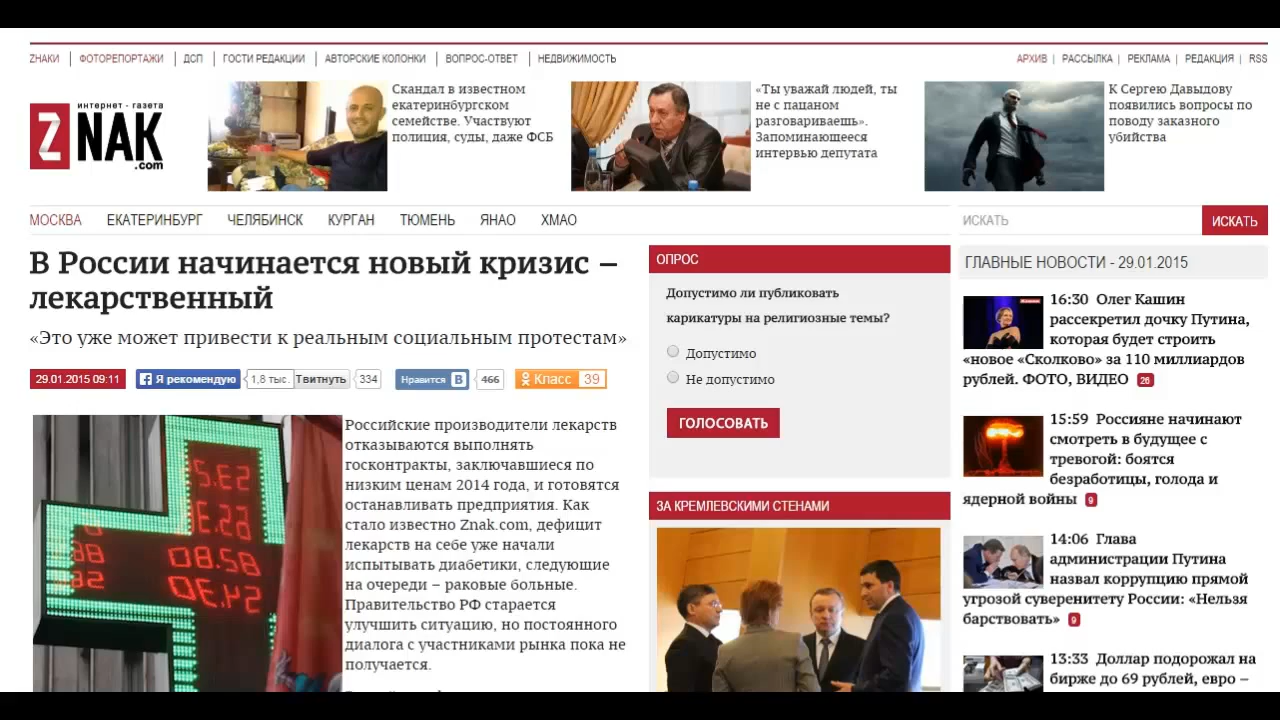 ZНАКИ
ФОТОРЕПОРТАЖИ
ДСП
ГОСТИ РЕДАКЦИИ
АВТОРСКИЕ КОЛОНКИ
ВОПРОС-ОТВЕТ
НЕДВИЖИМОСТЬ
АРХИВ
РАССЫЛКА
РЕКЛАМА
РЕДАКЦИЯ
RSS
интернет - газета
ZNAK
.com
Скандал в известном
екатеринбургском
семействе. Участвуют
полиция, суды, даже ФСБ
«Ты уважай людей, ты
не с пацаном
разговариваешь».
Запоминающееся
интервью депутата
К Сергею Давыдову
появились вопросы по
поводу заказного
убийства
МОСКВА
ЕКАТЕРИНБУРГ
ЧЕЛЯБИНСК
КУРГАН
ТЮМЕНЬ
ЯНАО
ХМАО
ИСКАТЬ
ИСКАТЬ
В России начинается новый кризис –
лекарственный
«Это уже может привести к реальным социальным протестам»
29.01.2015 09:11
Я рекомендую
1,8 тыс.
Твитнуть
334
Нравится
466
Класс
39
Российские производители лекарств
отказываются выполнять
госконтракты, заключавшиеся по
низким ценам 2014 года, и готовятся
останавливать предприятия. Как
стало известно Znak.com, дефицит
лекарств на себе уже начали
испытывать диабетики, следующие
на очереди – раковые больные.
Правительство РФ старается
улучшить ситуацию, но постоянного
диалога с участниками рынка пока не
получается.
ОПРОС
Допустимо ли публиковать
карикатуры на религиозные темы?
Допустимо
Не допустимо
ГОЛОСОВАТЬ
ЗА КРЕМЛЕВСКИМИ СТЕНАМИ
ГЛАВНЫЕ НОВОСТИ - 29.01.2015
16:30 Олег Кашин
рассекретил дочку Путина,
которая будет строить
«новое «Сколково» за 110 миллиардов
рублей. ФОТО, ВИДЕО 26
15:59 Россияне начинают
смотреть в будущее с
тревогой: боятся
безработицы, голода и
ядерной войны 9
14:06 Глава
администрации Путина
назвал коррупцию прямой
угрозой суверенитету России: «Нельзя
барствовать» 9
13:33 Доллар подорожал на
бирже до 69 рублей, евро –